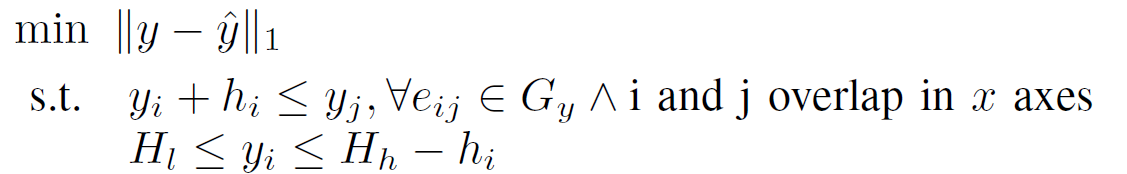 min ‖y − ŷ‖₁
s.t. yᵢ + hᵢ ≤ yⱼ, ∀eᵢⱼ ∈ G_y ∧ i and j overlap in x axes
H_l ≤ yᵢ ≤ H_h − hᵢ